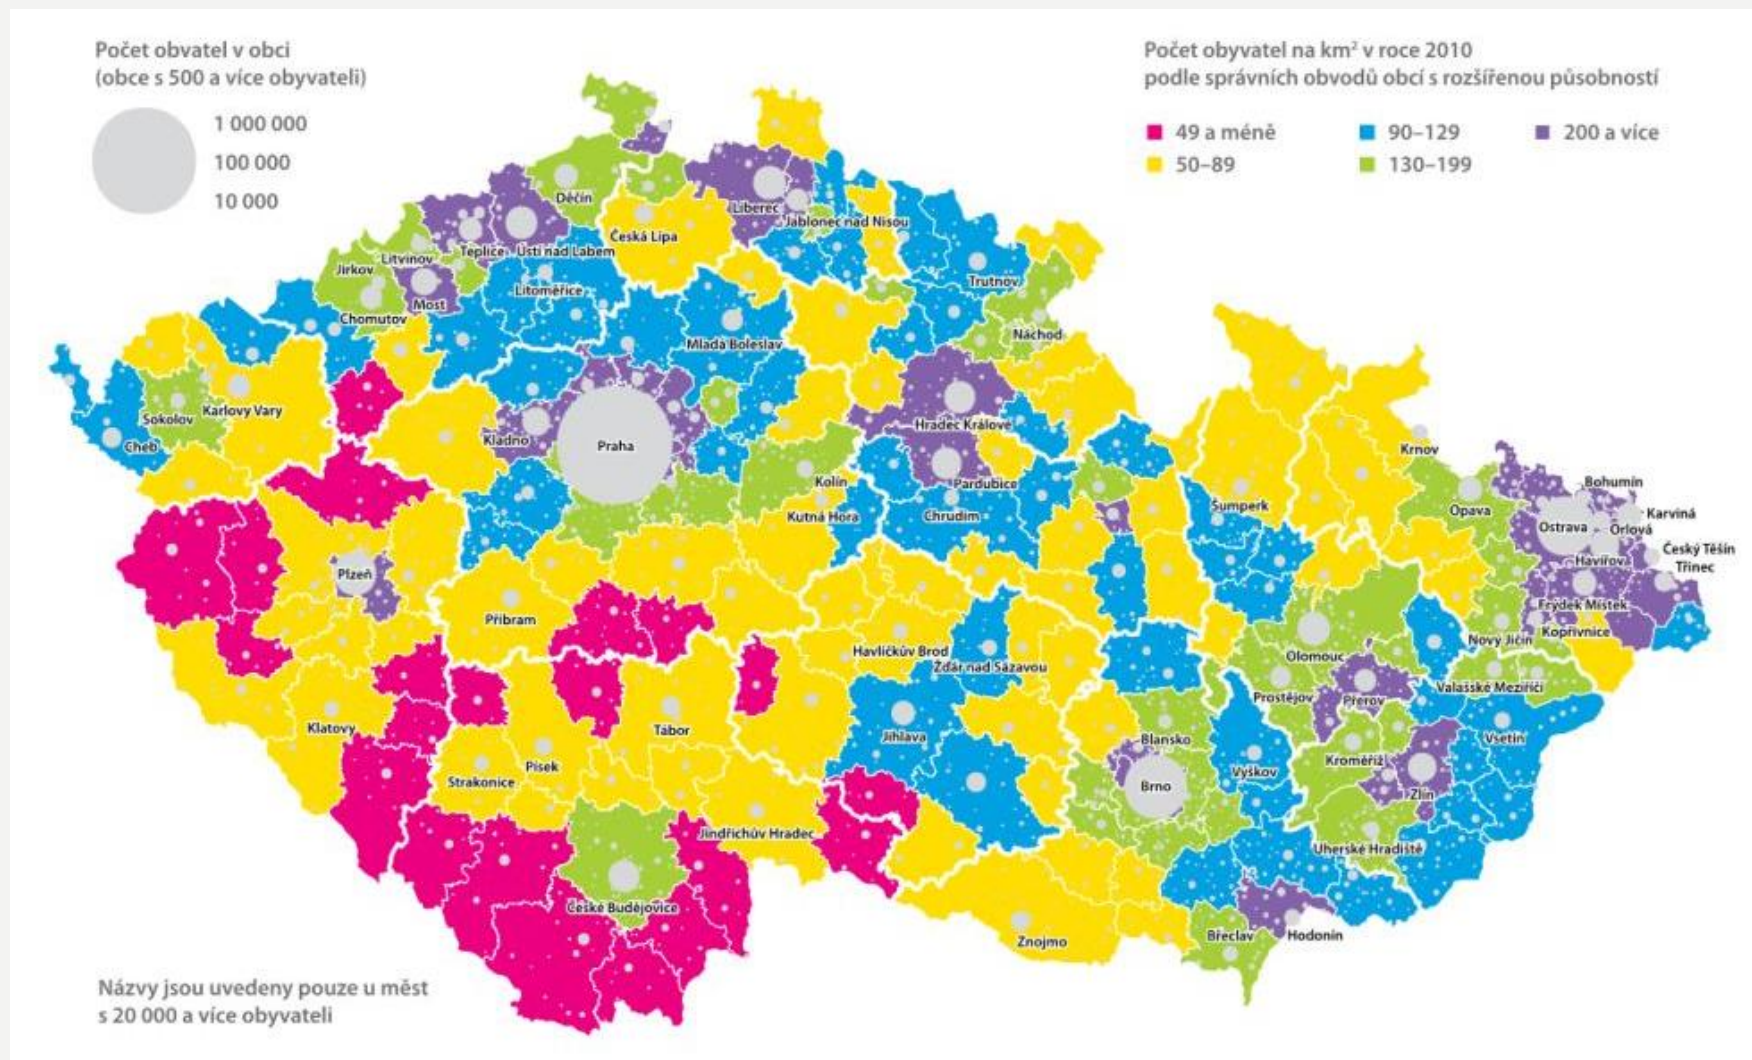 Počet obvatel v obci
(obce s 500 a více obyvateli)
1 000 000
100 000
10 000
Počet obyvatel na km² v roce 2010
podle správních obvodů obcí s rozšířenou působností
49 a méně
90–129
200 a více
50–89
130–199
Děčín
Liberec
Jablonec nad Nisou
Česká Lípa
Teplice
Ústí nad Labem
Litvínov
Jirkov
Most
Litoměřice
Trutnov
Chomutov
Náchod
Mladá Boleslav
Sokolov
Karlovy Vary
Cheb
Kladno
Praha
Hradec Králové
Krnov
Kolín
Pardubice
Bohumín
Kutná Hora
Chrudim
Šumperk
Opava
Karviná
Ostrava
Orlová
Český Těšín
Havířov
Třinec
Plzeň
Frýdek Místek
Příbram
Kopřivnice
Nový Jičín
Havlíčkův Brod
Žďár nad Sázavou
Olomouc
Valašské Meziříčí
Prostějov
Přerov
Klatovy
Tábor
Jihlava
Blansko
Vsetín
Písek
Strakonice
Kroměříž
Vyškov
Brno
Zlín
Jindřichův Hradec
Uherské Hradiště
České Budějovice
Znojmo
Břeclav
Hodonín
Názvy jsou uvedeny pouze u měst
s 20 000 a více obyvateli